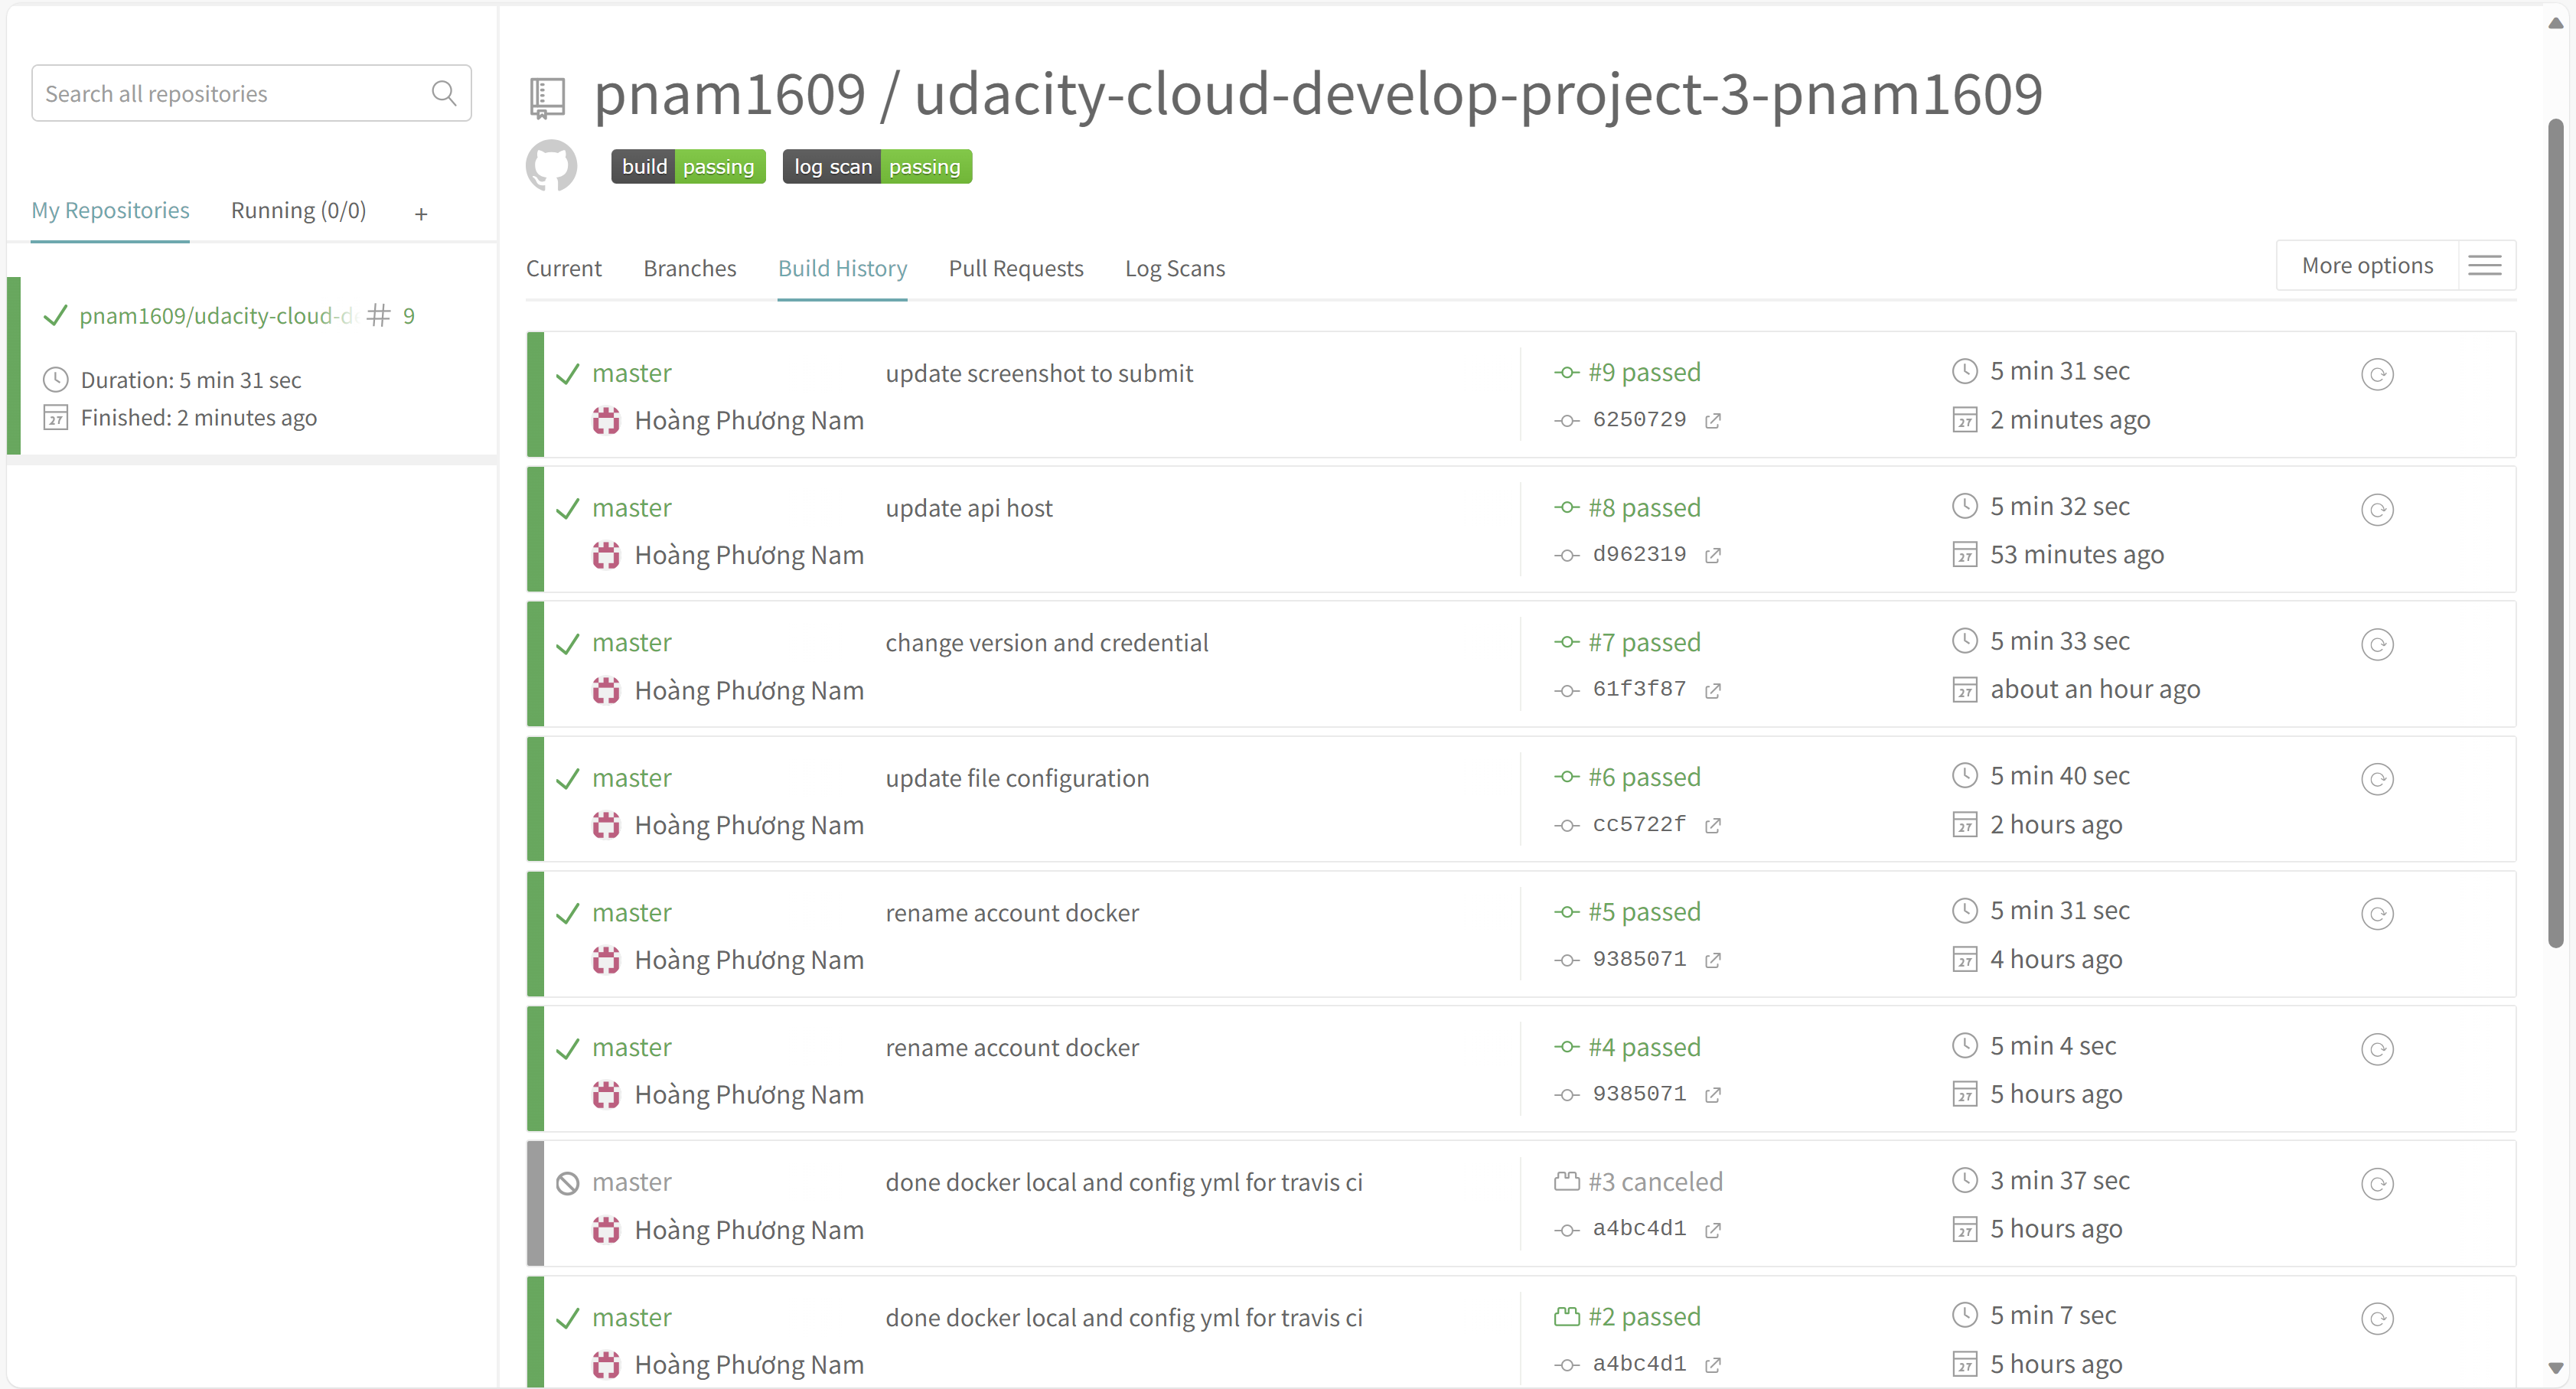 Search all repositories
My Repositories Running (0/0) +
pnam1609/udacity-cloud-d # 9
Duration: 5 min 31 sec
Finished: 2 minutes ago
pnam1609 / udacity-cloud-develop-project-3-pnam1609
build passing log scan passing
Current Branches Build History Pull Requests Log Scans More options
master update screenshot to submit #9 passed 5 min 31 sec
Hoàng Phương Nam 6250729 2 minutes ago
master update api host #8 passed 5 min 32 sec
Hoàng Phương Nam d962319 53 minutes ago
master change version and credential #7 passed 5 min 33 sec
Hoàng Phương Nam 61f3f87 about an hour ago
master update file configuration #6 passed 5 min 40 sec
Hoàng Phương Nam cc5722f 2 hours ago
master rename account docker #5 passed 5 min 31 sec
Hoàng Phương Nam 9385071 4 hours ago
master rename account docker #4 passed 5 min 4 sec
Hoàng Phương Nam 9385071 5 hours ago
master done docker local and config yml for travis ci #3 canceled 3 min 37 sec
Hoàng Phương Nam a4bc4d1 5 hours ago
master done docker local and config yml for travis ci #2 passed 5 min 7 sec
Hoàng Phương Nam a4bc4d1 5 hours ago